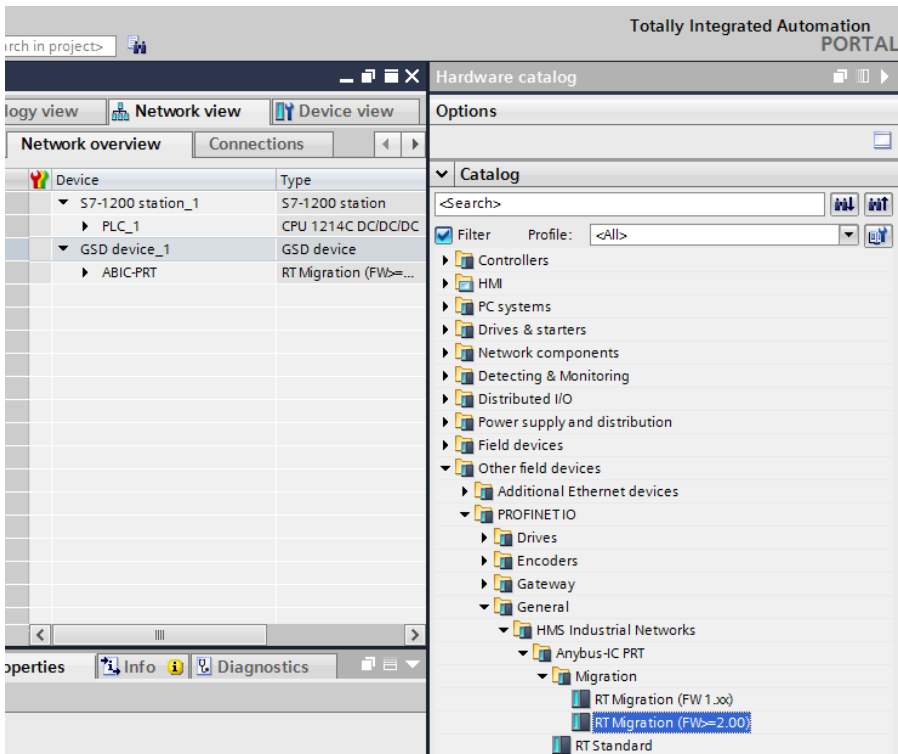 Totally Integrated Automation
PORTAL
rch in project>
Hardware catalog
logy view Network view Device view
Options
Network overview Connections
Catalog
Device Type
<Search>
S7-1200 station_1 S7-1200 station
PLC_1 CPU 1214C DC/DC/DC
Filter Profile: <All>
GSD device_1 GSD device
ABIC-PRT RT Migration (FW>=...
Controllers
HMI
PC systems
Drives & starters
Network components
Detecting & Monitoring
Distributed I/O
Power supply and distribution
Field devices
Other field devices
Additional Ethernet devices
PROFINET IO
Drives
Encoders
Gateway
General
HMS Industrial Networks
Anybus-IC PRT
operties Info Diagnostics
Migration
RT Migration (FW 1.xx)
RT Migration (FW>=2.00)
RT Standard